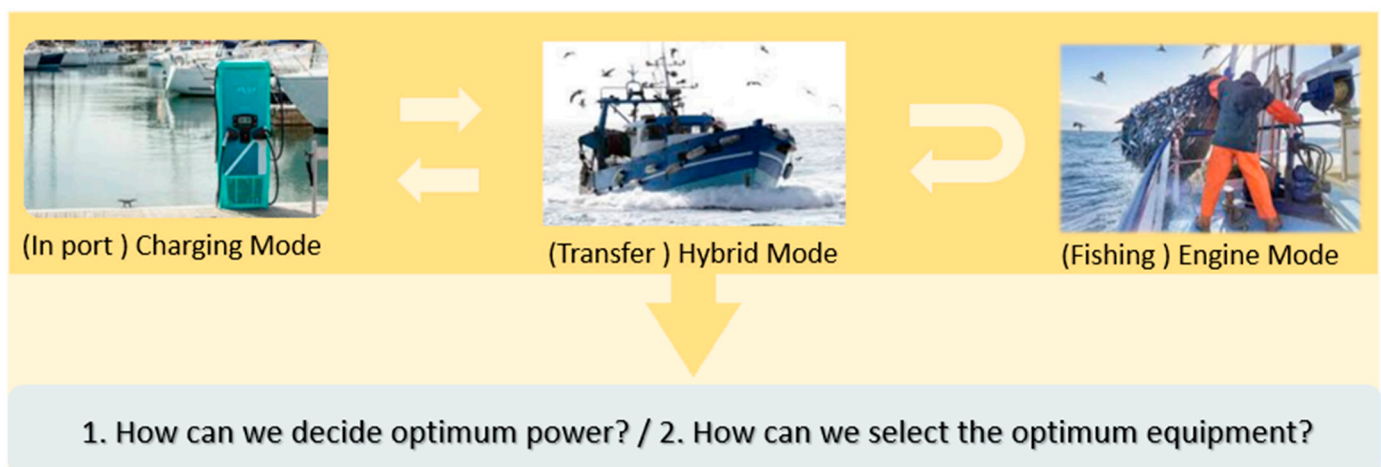 (In port ) Charging Mode
(Transfer ) Hybrid Mode
(Fishing ) Engine Mode
1. How can we decide optimum power? / 2. How can we select the optimum equipment?